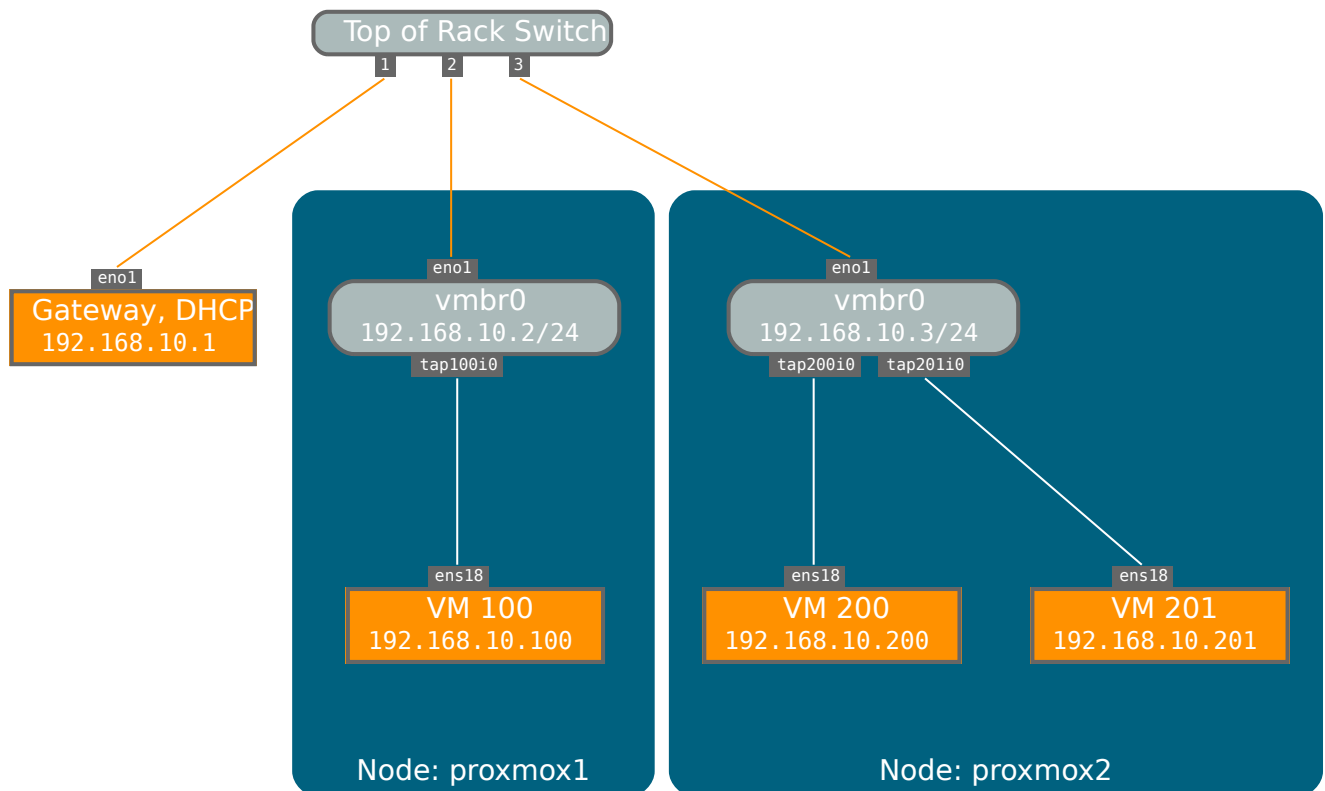 Top of Rack Switch
1 2 3
eno1 eno1 eno1
Gateway, DHCP
192.168.10.1
vmbr0
192.168.10.2/24
tap100i0
vmbr0
192.168.10.3/24
tap200i0 tap201i0
ens18
VM 100
192.168.10.100
ens18
VM 200
192.168.10.200
ens18
VM 201
192.168.10.201
Node: proxmox1
Node: proxmox2